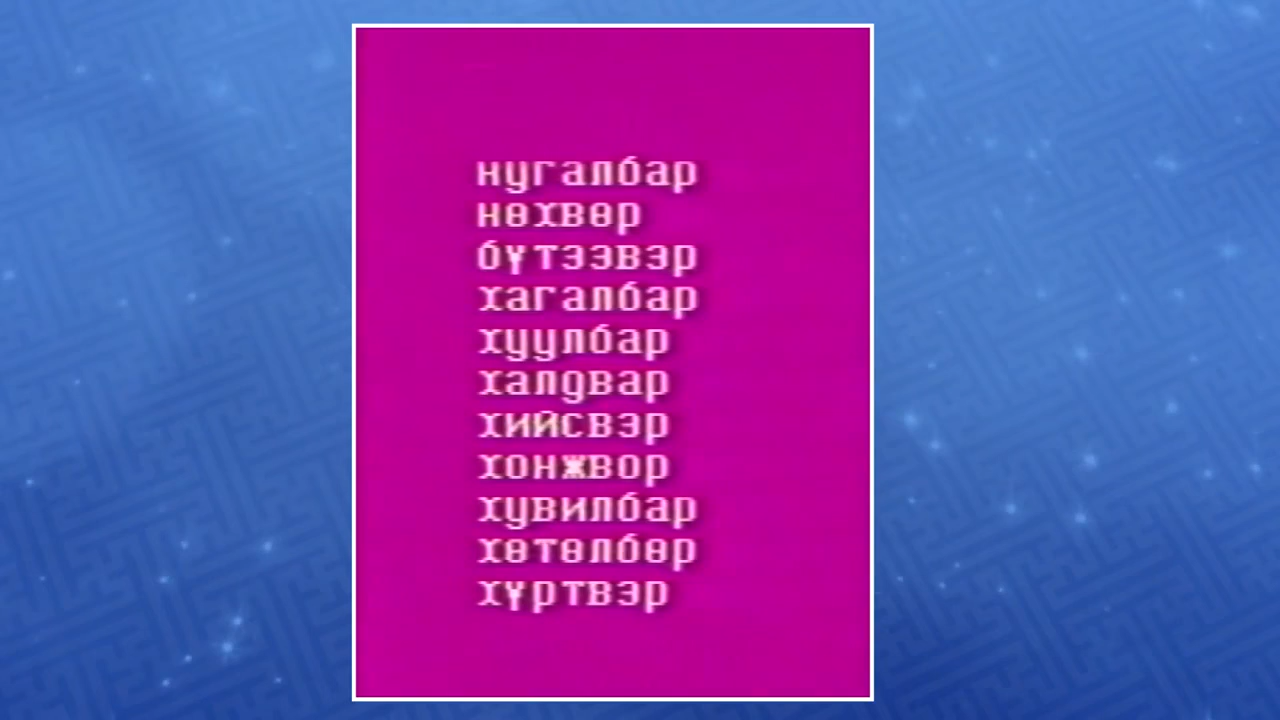 нугалбар
нөхвөр
бүтээвэр
хагалбар
хуулбар
халдвар
хийсвэр
хонжвор
хувилбар
хөтөлбөр
хүртвэр